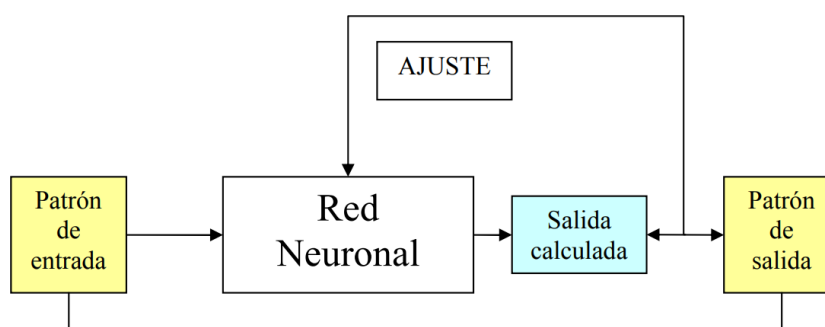 AJUSTE
Patrón
de
entrada
Red
Neuronal
Salida
calculada
Patrón
de
salida